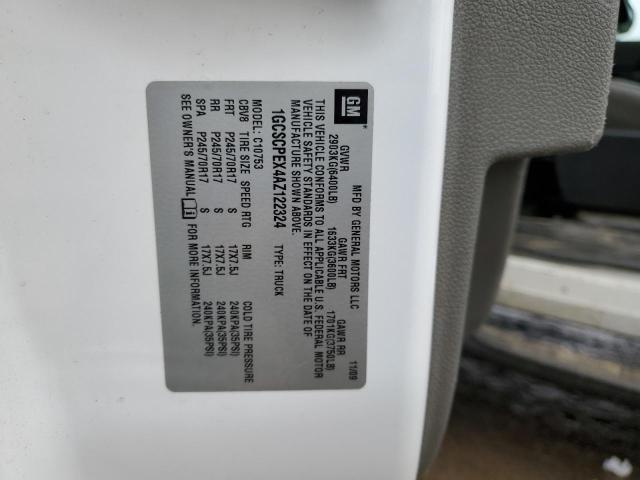 GM
MFD BY GENERAL MOTORS LLC 11/09
GVWR GAWR FRT GAWR RR
2903KG(6400LB) 1633KG(3600LB) 1701KG(3750LB)
THIS VEHICLE CONFORMS TO ALL APPLICABLE U.S. FEDERAL MOTOR
VEHICLE SAFETY STANDARDS IN EFFECT ON THE DATE OF
MANUFACTURE SHOWN ABOVE.
1GCSCPEX4AZ122324 TYPE: TRUCK
MODEL: C10753
CBV8 TIRE SIZE SPEED RTG RIM COLD TIRE PRESSURE
FRT P245/70R17 S 17X7.5J 240KPA(35PSI)
RR P245/70R17 S 17X7.5J 240KPA(35PSI)
SPA P245/70R17 S 17X7.5J 240KPA(35PSI)
SEE OWNER'S MANUAL FOR MORE INFORMATION.